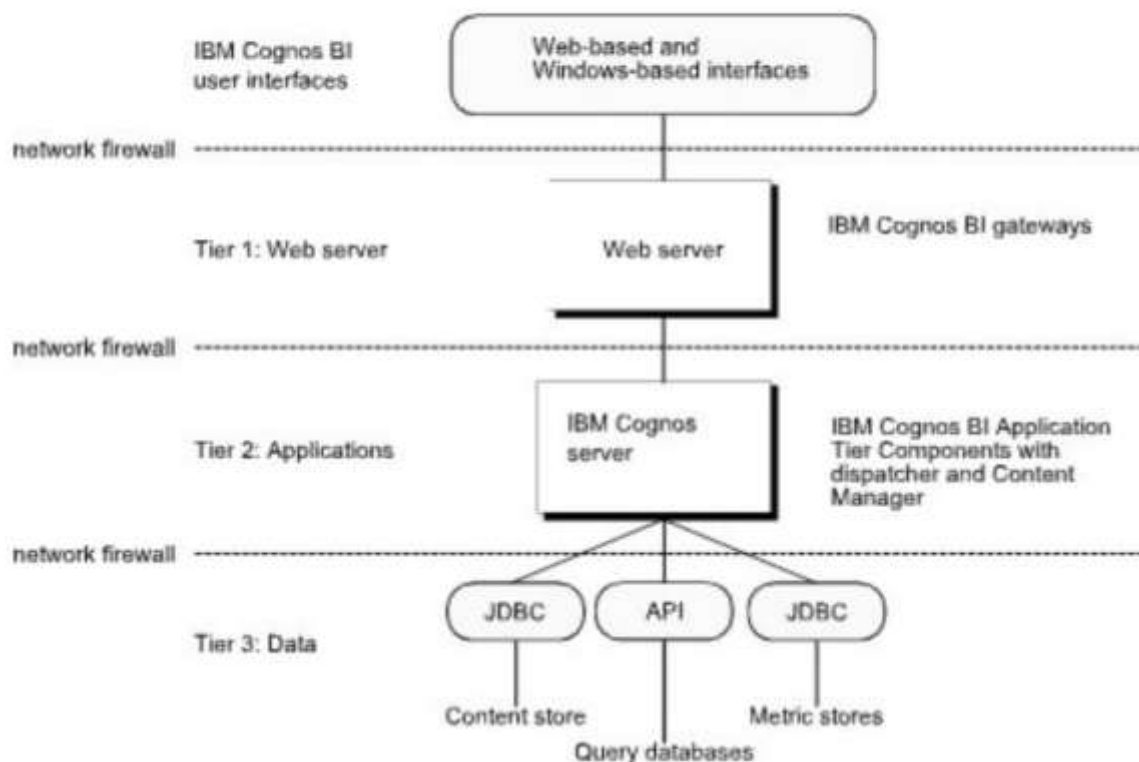 IBM Cognos BI
user interfaces
Web-based and
Windows-based interfaces
network firewall
Tier 1: Web server
Web server
IBM Cognos BI gateways
network firewall
Tier 2: Applications
IBM Cognos
server
IBM Cognos BI Application
Tier Components with
dispatcher and Content
Manager
network firewall
JDBC
API
JDBC
Tier 3: Data
Content store
Metric stores
Query databases